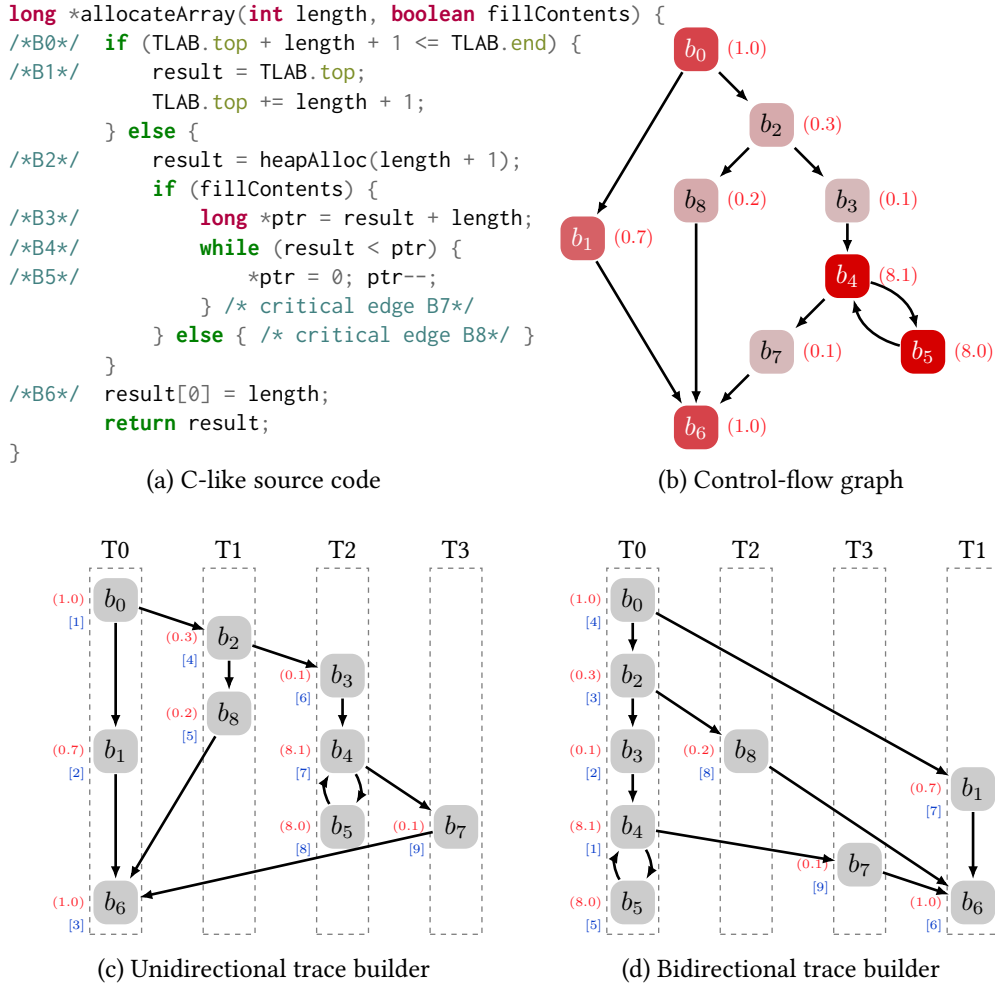 long *allocateArray(int length, boolean fillContents) {
/*B0*/ if (TLAB.top + length + 1 <= TLAB.end) {
/*B1*/ result = TLAB.top;
TLAB.top += length + 1;
} else {
/*B2*/ result = heapAlloc(length + 1);
if (fillContents) {
/*B3*/ long *ptr = result + length;
/*B4*/ while (result < ptr) {
/*B5*/ *ptr = 0; ptr--;
} /* critical edge B7*/
} else { /* critical edge B8*/ }
}
/*B6*/ result[0] = length;
return result;
}
(a) C-like source code
b0 (1.0)
b2 (0.3)
b8 (0.2) b3 (0.1)
b1 (0.7)
b4 (8.1)
b7 (0.1) b5 (8.0)
b6 (1.0)
(b) Control-flow graph
T0 T1 T2 T3
(1.0) b0
[1]
(0.3) b2
[4]
(0.1) b3
[6]
(0.2) b8
[5]
(0.7) b1
[2]
(8.1) b4
[7]
(8.0) b5
[8]
(0.1) b7
[9]
(1.0) b6
[3]
(c) Unidirectional trace builder
T0 T2 T3 T1
(1.0) b0
[4]
(0.3) b2
[3]
(0.1) b3
[2]
(0.2) b8
[8]
(0.7) b1
[7]
(8.1) b4
[1]
(0.1) b7
[9]
(8.0) b5
[5]
(1.0) b6
[6]
(d) Bidirectional trace builder